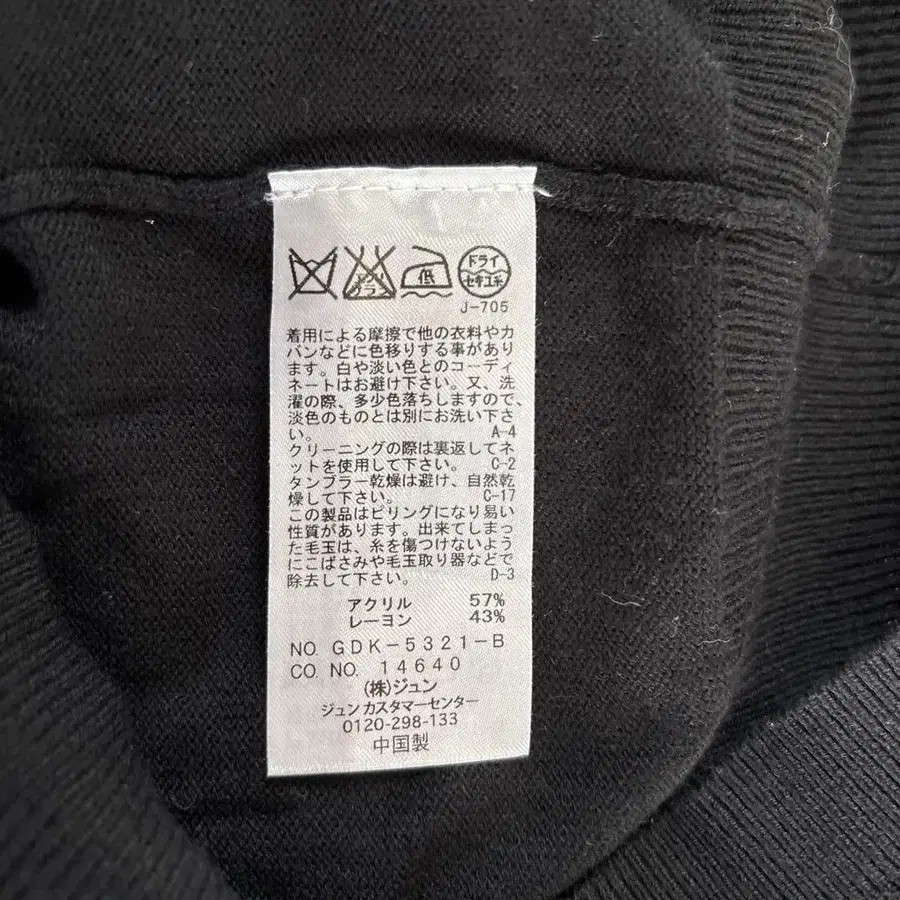 低 ドライ
セキユ系
J-705
着用による摩擦で他の衣料やカ
バンなどに色移りする事があり
ます。白や淡い色とのコーディ
ネートはお避け下さい。又、洗
濯の際、多少色落ちしますので、
淡色のものとは別にお洗い下さ
い。 A-4
クリーニングの際は裏返してネ
ットを使用して下さい。 C-2
タンブラー乾燥は避け、自然乾
燥して下さい。 C-17
この製品はピリングになり易い
性質があります。出来てしまっ
た毛玉は、糸を傷つけないよう
にこばさみや毛玉取り器などで
除去して下さい。 D-3
アクリル 57%
レーヨン 43%
NO. GDK-5321-B
CO. NO. 14640
(株)ジュン
ジュンカスタマーセンター
0120-298-133
中国製